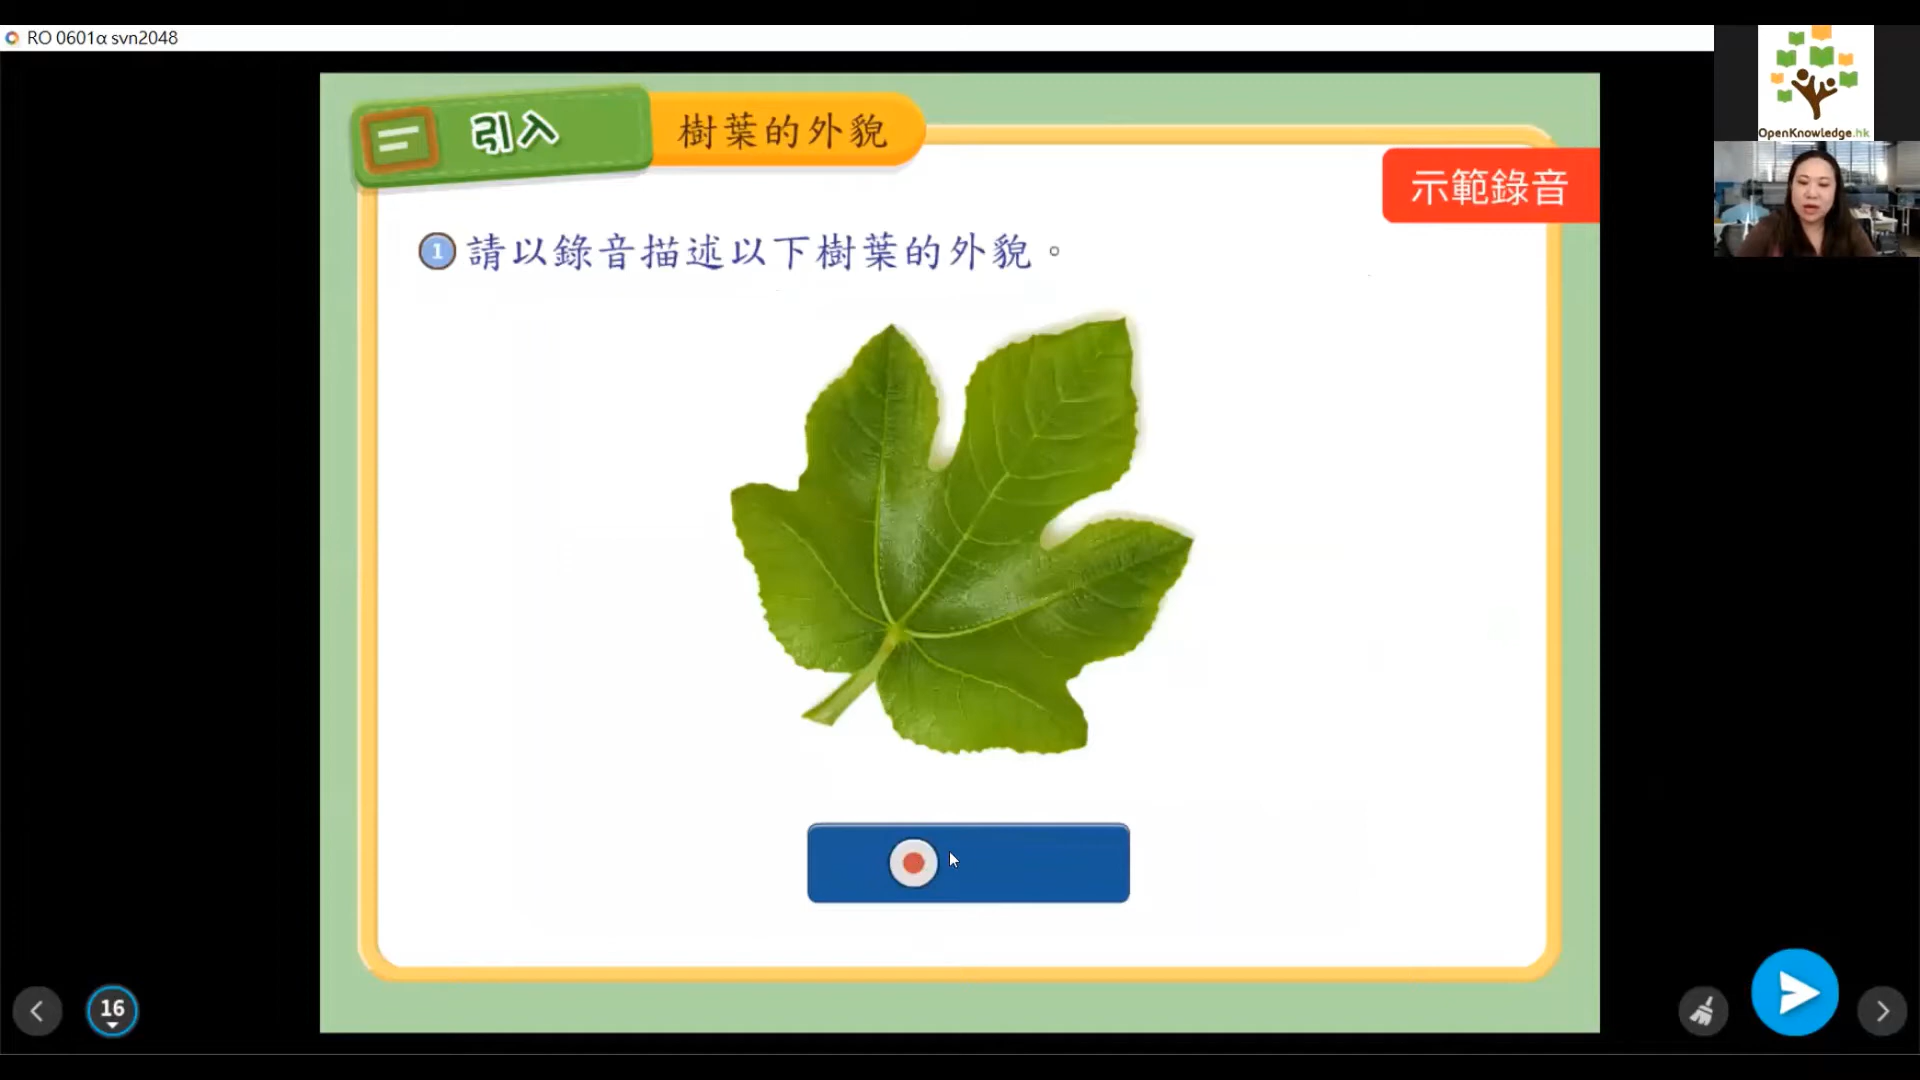 RO 0601α svn2048
OpenKnowledge.hk
引入
樹葉的外貌
示範錄音
1 請以錄音描述以下樹葉的外貌。
16